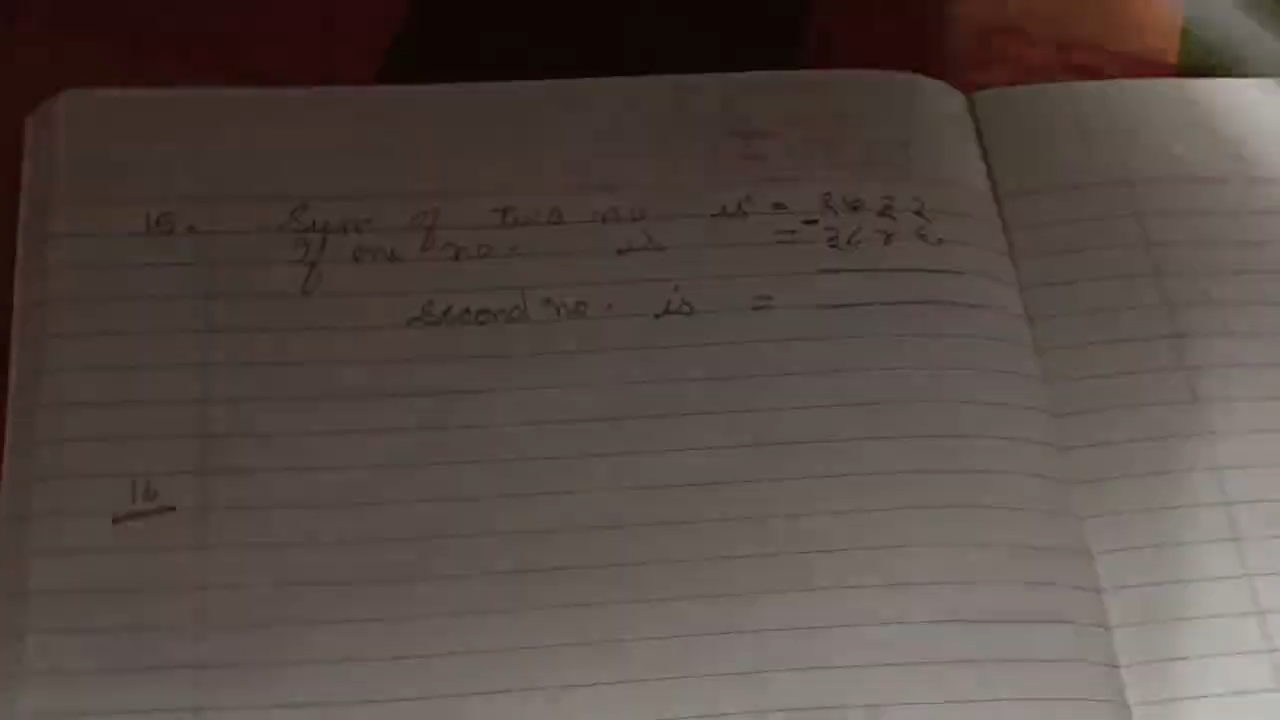 15. Sum of two no is =
If one no. is =
second no. is =
16